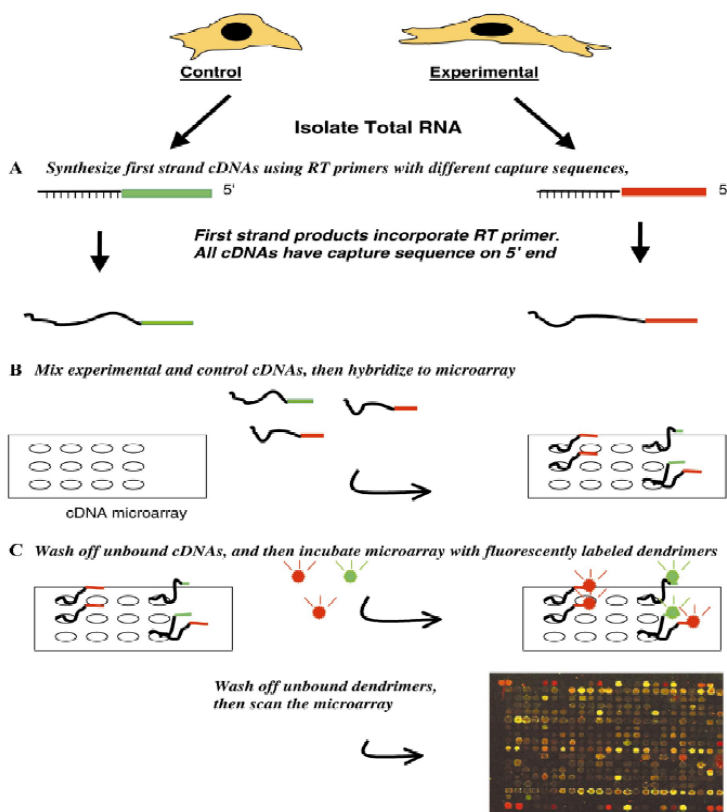 Control
Experimental
Isolate Total RNA
A Synthesize first strand cDNAs using RT primers with different capture sequences,
5'
5
First strand products incorporate RT primer.
All cDNAs have capture sequence on 5' end
B Mix experimental and control cDNAs, then hybridize to microarray
cDNA microarray
C Wash off unbound cDNAs, and then incubate microarray with fluorescently labeled dendrimers
Wash off unbound dendrimers,
then scan the microarray